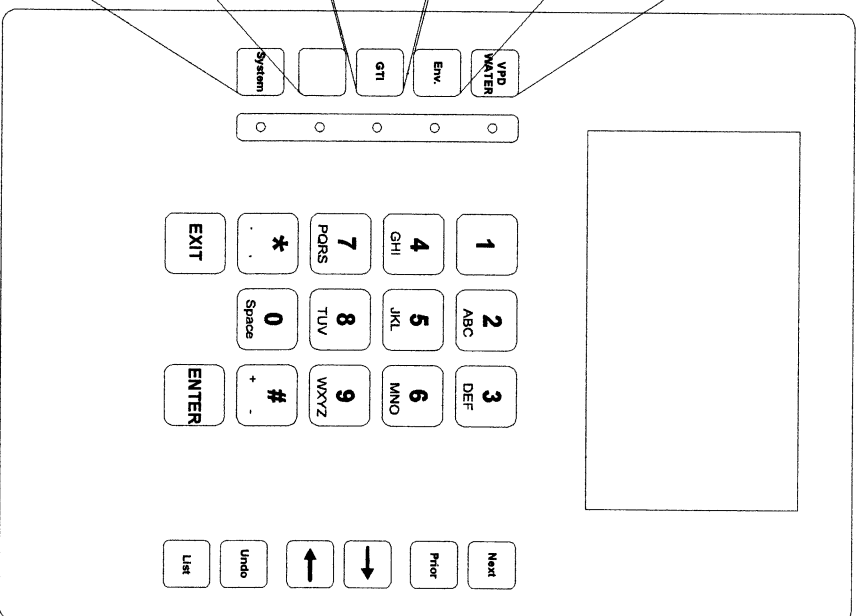 VPD
WATER
Env.
GTI
System
1
2
ABC
3
DEF
4
GHI
5
JKL
6
MNO
7
PQRS
8
TUV
9
WXYZ
*
. ,
0
Space
#
+ -
EXIT
ENTER
Next
Prior
Undo
List